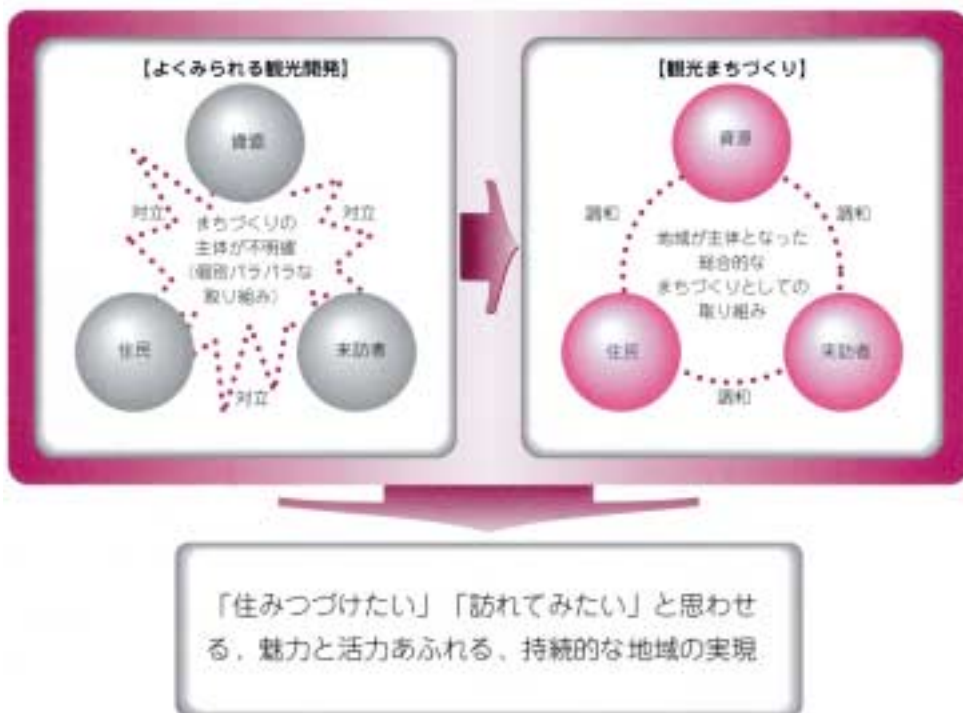 【よくみられる観光開発】
資源
対立
対立
まちづくりの
主体が不明確
(個別バラバラな
取り組み)
住民
来訪者
対立
【観光まちづくり】
資源
調和
調和
地域が主体となった
総合的な
まちづくりとしての
取り組み
住民
来訪者
調和
「住みつづけたい」「訪れてみたい」と思わせ
る、魅力と活力あふれる、持続的な地域の実現